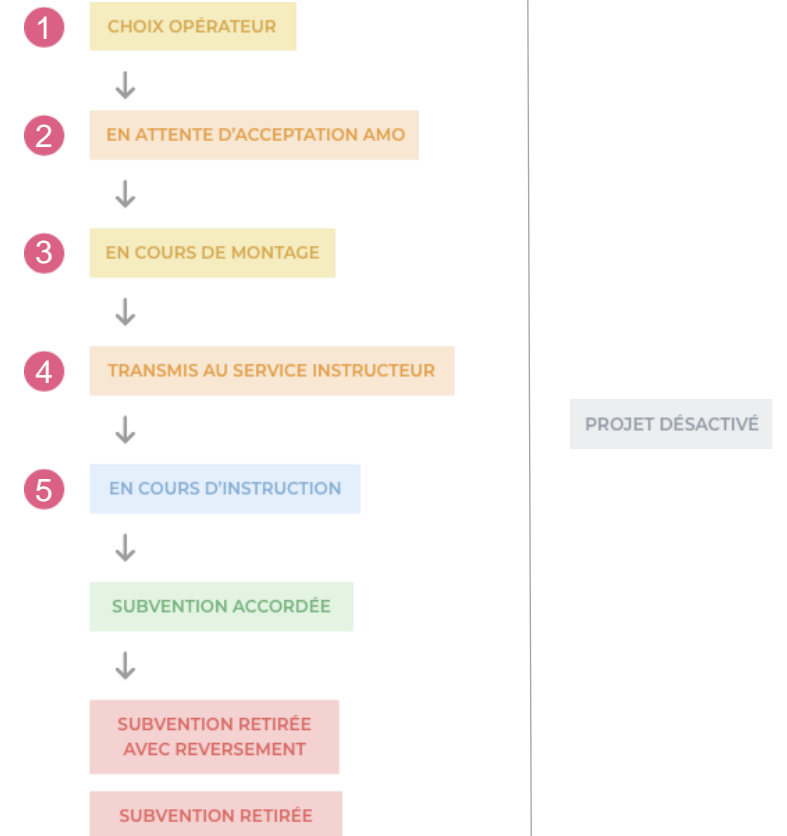 1
CHOIX OPÉRATEUR
2
EN ATTENTE D'ACCEPTATION AMO
3
EN COURS DE MONTAGE
4
TRANSMIS AU SERVICE INSTRUCTEUR
PROJET DÉSACTIVÉ
5
EN COURS D'INSTRUCTION
SUBVENTION ACCORDÉE
SUBVENTION RETIRÉE
AVEC REVERSEMENT
SUBVENTION RETIRÉE